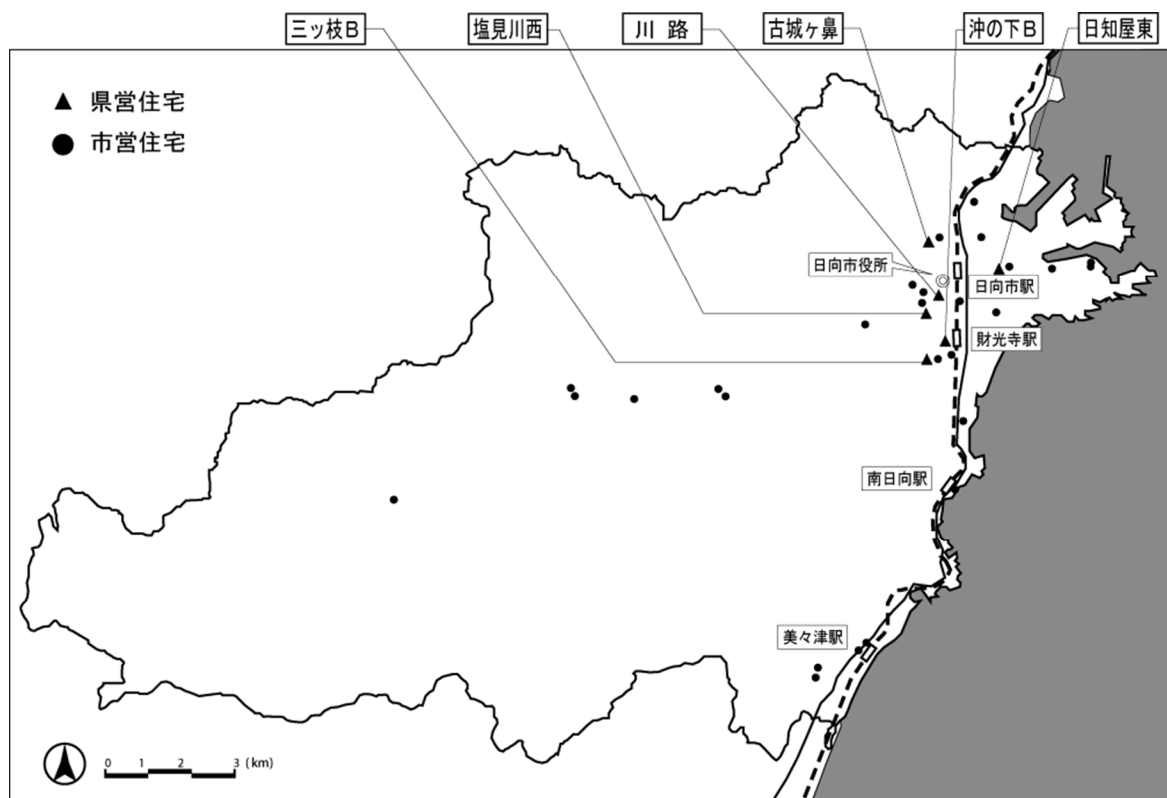 三ッ枝B
塩見川西
川 路
古城ヶ鼻
沖の下B
日知屋東
▲ 県営住宅
● 市営住宅
日向市役所
日向市駅
財光寺駅
南日向駅
美々津駅
0 1 2 3 (km)